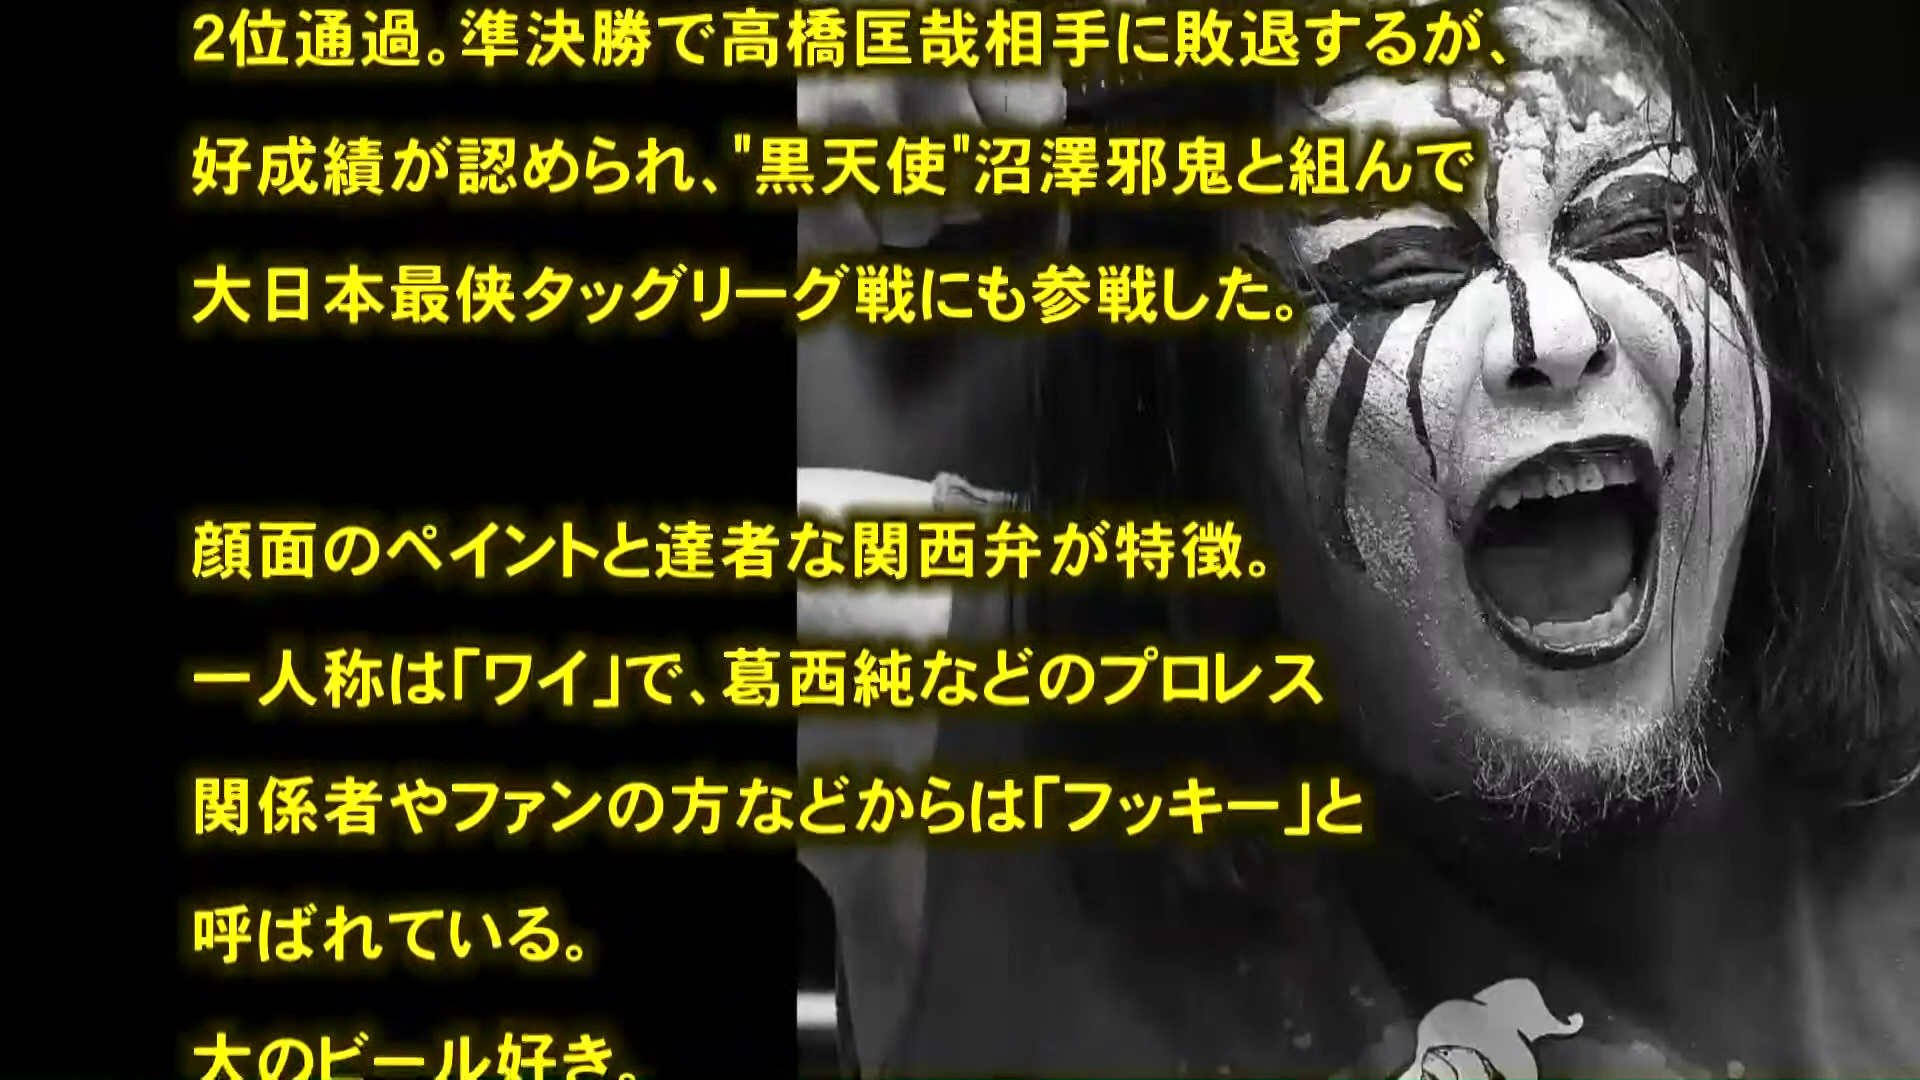 2位通過。準決勝で高橋匡哉相手に敗退するが、
好成績が認められ、"黒天使"沼澤邪鬼と組んで
大日本最侠タッグリーグ戦にも参戦した。
顔面のペイントと達者な関西弁が特徴。
一人称は「ワイ」で、葛西純などのプロレス
関係者やファンの方などからは「フッキー」と
呼ばれている。
大のビール好き。